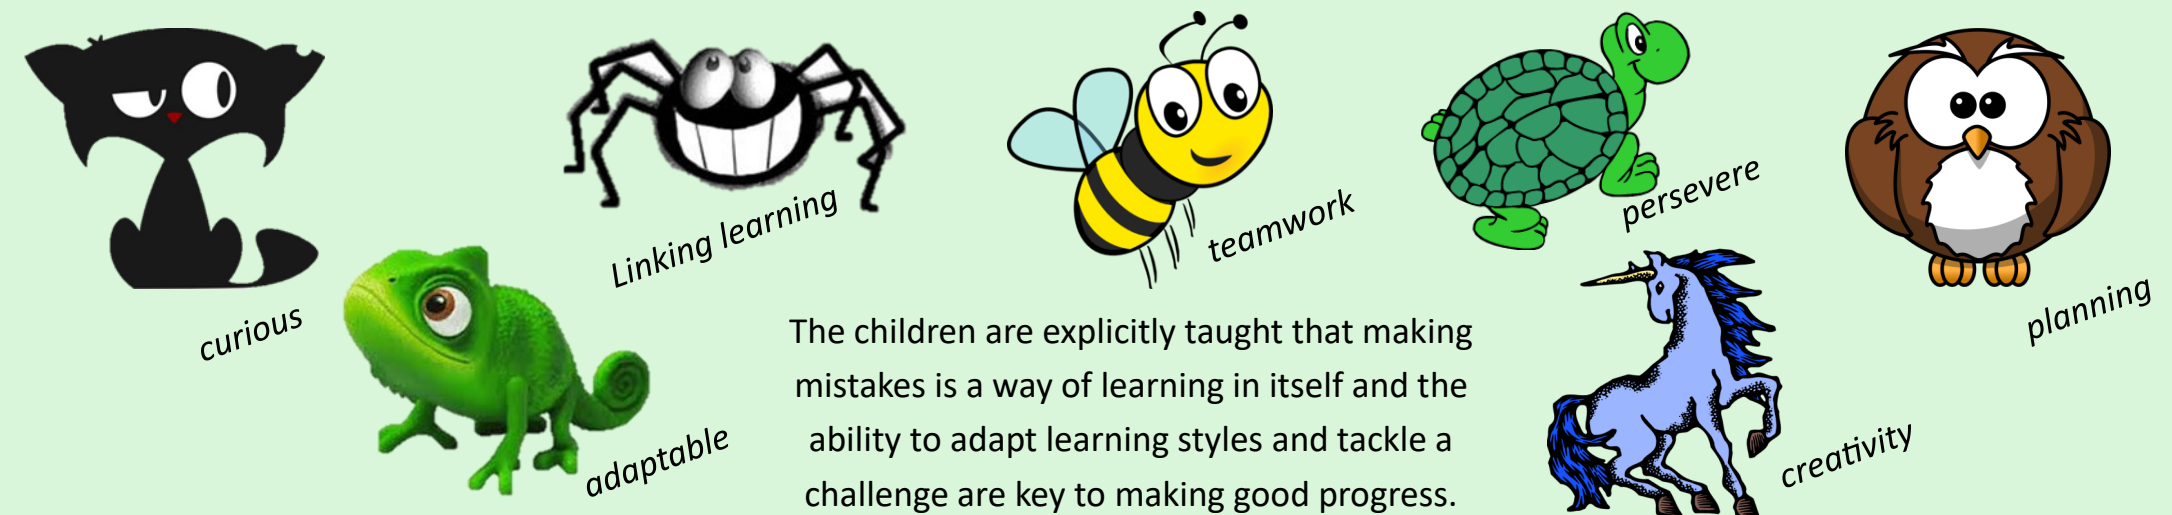 curious
adaptable
Linking learning
teamwork
persevere
creativity
planning
The children are explicitly taught that making
mistakes is a way of learning in itself and the
ability to adapt learning styles and tackle a
challenge are key to making good progress.